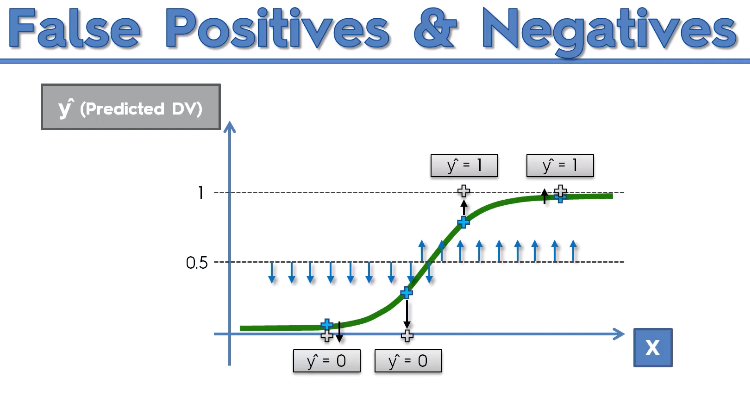 False Positives & Negatives
ŷ (Predicted DV)
ŷ = 1
ŷ = 1
1
0.5
X
ŷ = 0
ŷ = 0